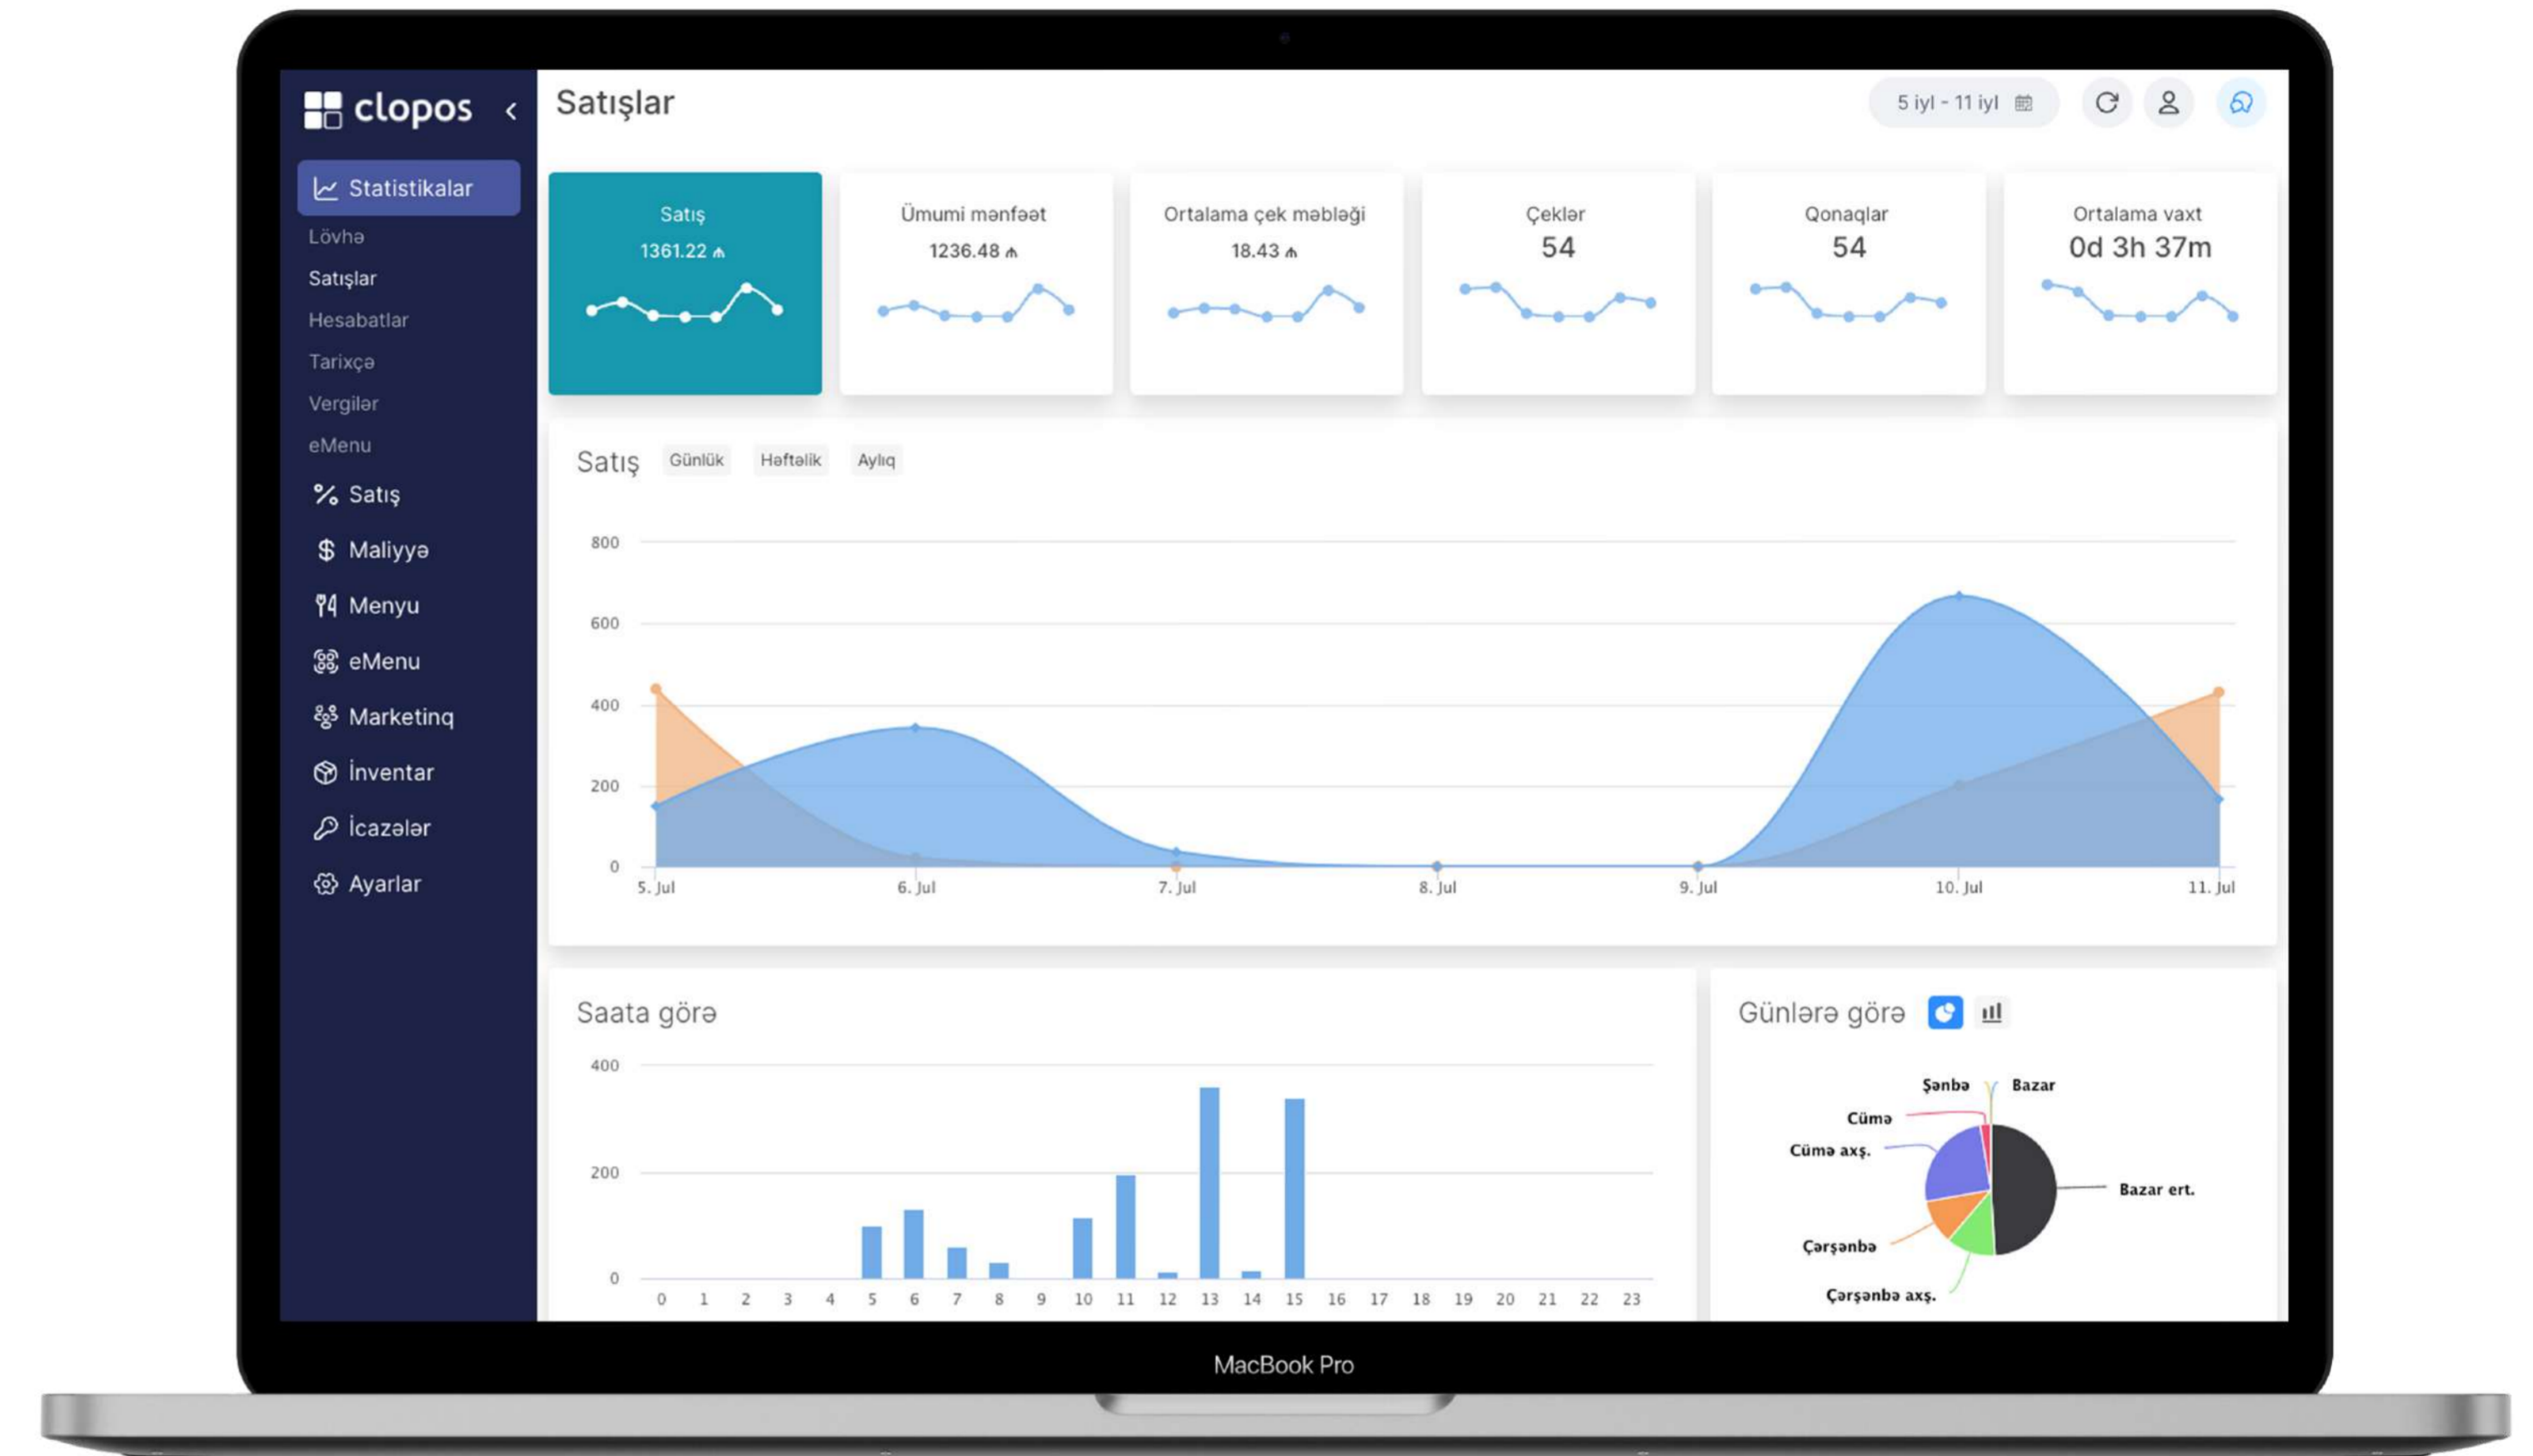 clopos
Statistikalar
Lövhə
Satışlar
Hesabatlar
Tarixçə
Vergilər
eMenu
Satış
Maliyyə
Menyu
eMenu
Marketinq
İnventar
İcazələr
Ayarlar
Satışlar
5 iyl - 11 iyl
Satış
1361.22 ₼
Ümumi mənfəət
1236.48 ₼
Ortalama çek məbləği
18.43 ₼
Çeklər
54
Qonaqlar
54
Ortalama vaxt
0d 3h 37m
Satış Günlük Həftəlik Aylıq
800
600
400
200
0
5. Jul 6. Jul 7. Jul 8. Jul 9. Jul 10. Jul 11. Jul
Saata görə
400
200
0
0 1 2 3 4 5 6 7 8 9 10 11 12 13 14 15 16 17 18 19 20 21 22 23
Günlərə görə
Şənbə Bazar
Cümə
Cümə axş.
Bazar ert.
Çərşənbə
Çərşənbə axş.
MacBook Pro